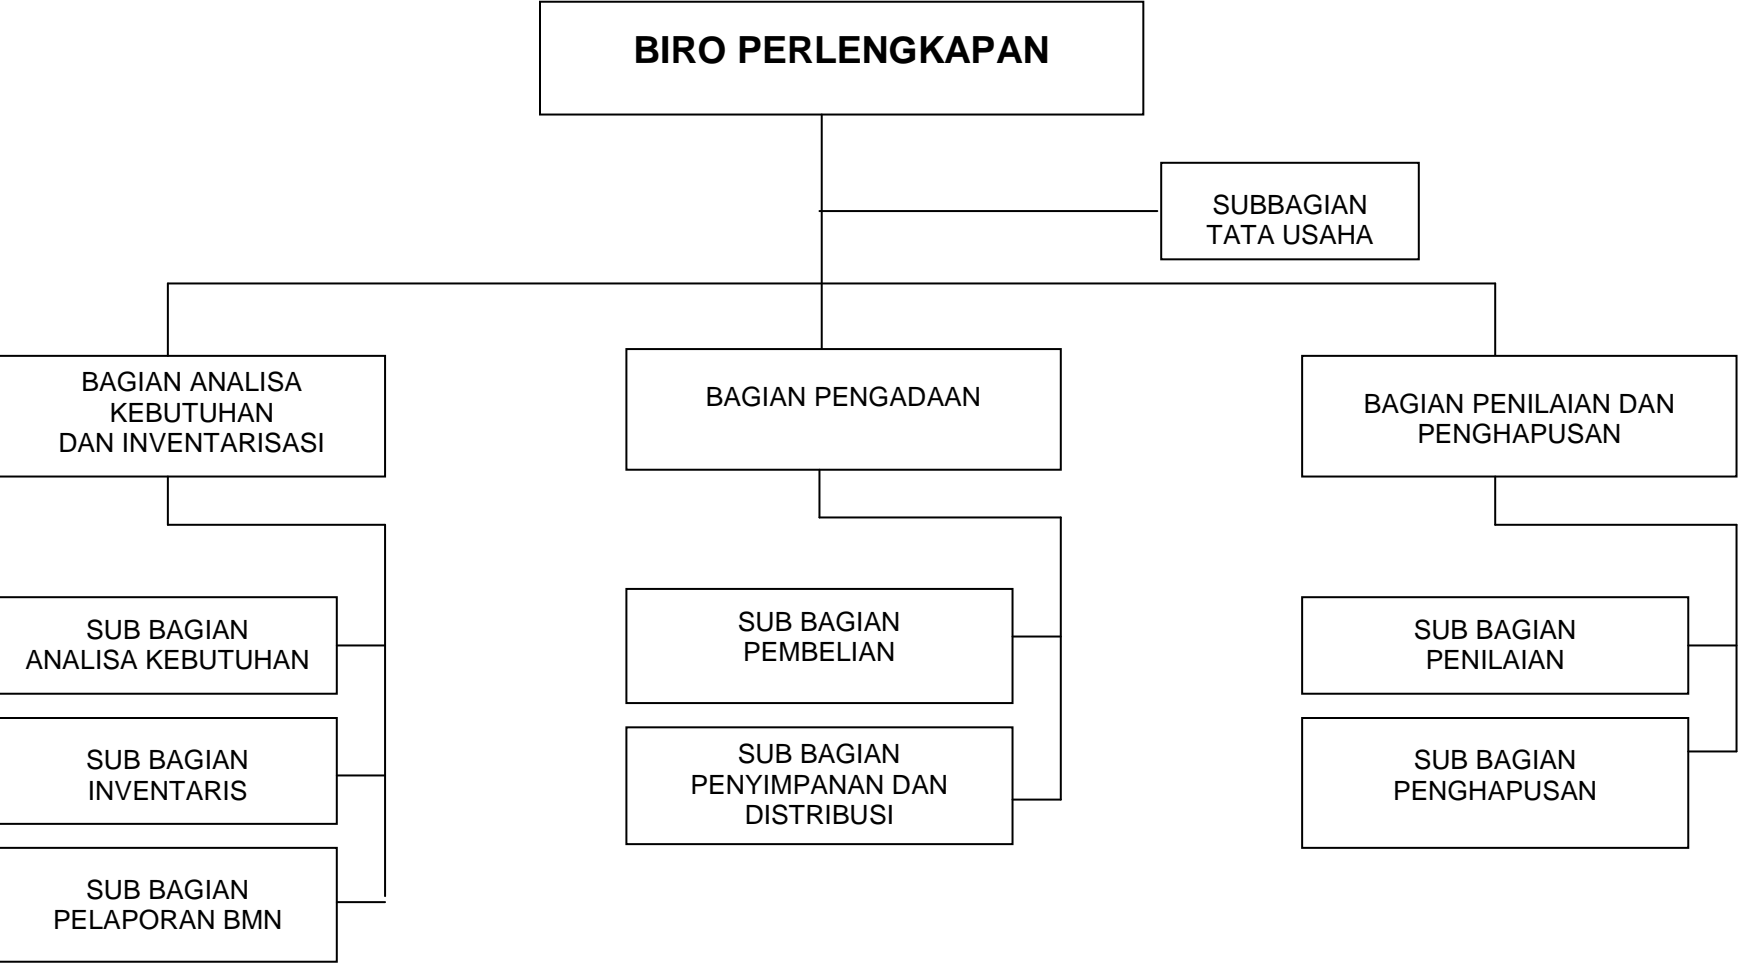 BIRO PERLENGKAPAN
SUBBAGIAN
TATA USAHA
BAGIAN ANALISA
KEBUTUHAN
DAN INVENTARISASI
BAGIAN PENGADAAN
BAGIAN PENILAIAN DAN
PENGHAPUSAN
SUB BAGIAN
ANALISA KEBUTUHAN
SUB BAGIAN
INVENTARIS
SUB BAGIAN
PELAPORAN BMN
SUB BAGIAN
PEMBELIAN
SUB BAGIAN
PENYIMPANAN DAN
DISTRIBUSI
SUB BAGIAN
PENILAIAN
SUB BAGIAN
PENGHAPUSAN